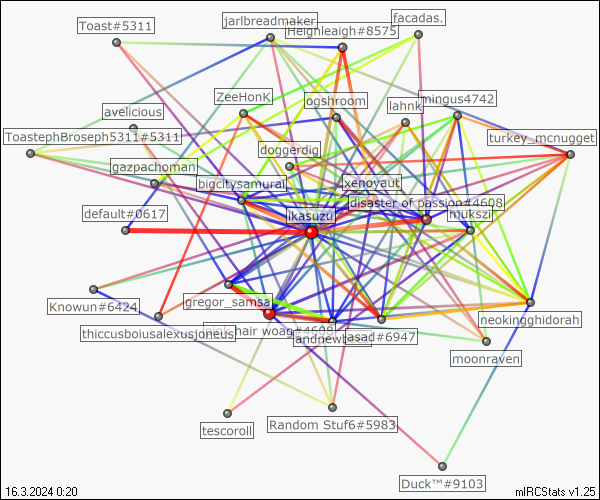 facadas.
jarlbreadmaker
Toast#5311
Heighleaigh#8575
ZeeHonK
mingus4742
ogshroom
lahnk
avelicious
ToastephBroseph5311#5311
turkey_mcnugget
doggerdig
gazpachoman
bigcitysamurai
xenoyaut
disaster of passion#4608
default#0617
ikasuzu
mukszi
gregor_samsa
Knowun#6424
neokingghidorah
thiccusboiusalexusjoneus
hair woag#4608
andnew
asad#6947
moonraven
tescoroll
Random Stuf6#5983
Duck™#9103
16.3.2024 0:20
mIRCStats v1.25